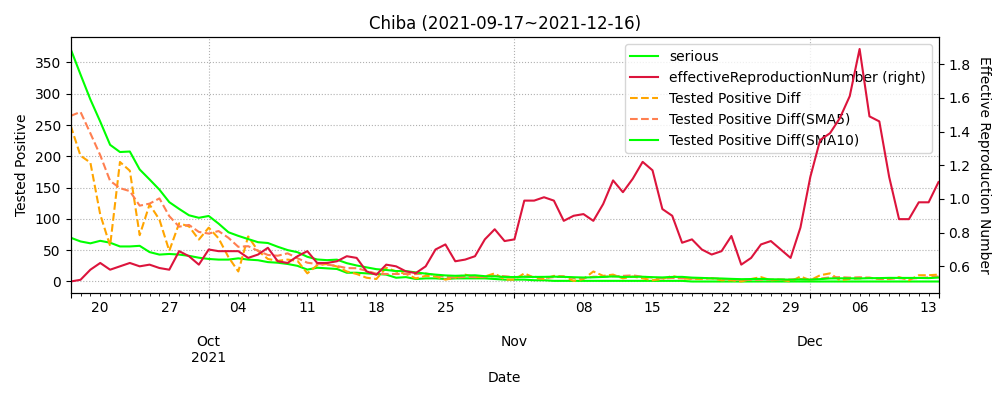 Chiba (2021-09-17~2021-12-16)
serious
effectiveReproductionNumber (right)
Tested Positive Diff
Tested Positive Diff(SMA5)
Tested Positive Diff(SMA10)
Tested Positive
350
300
250
200
150
100
50
0
1.8
1.6
1.4
1.2
1.0
0.8
0.6
Effective Reproduction Number
20 27 04 11 18 25 08 15 22 29 06 13
Oct Nov Dec
2021
Date